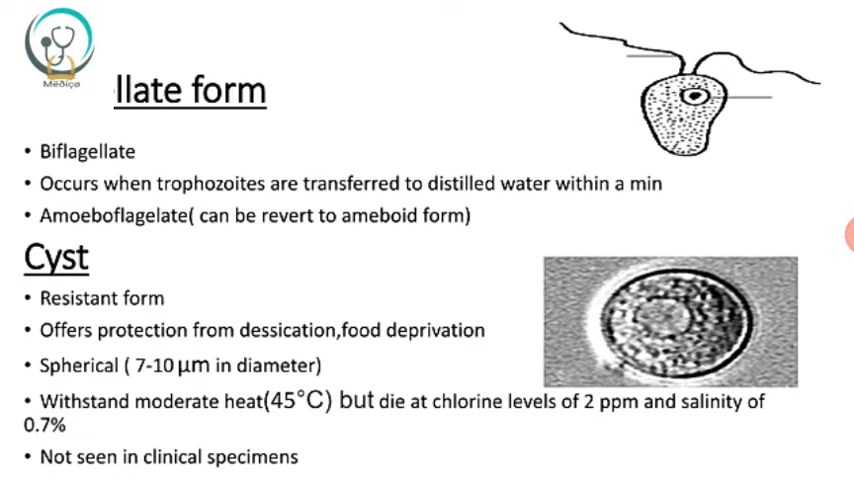 Mēðiçø
llate form
• Biflagellate
• Occurs when trophozoites are transferred to distilled water within a min
• Amoeboflagelate( can be revert to ameboid form)
Cyst
• Resistant form
• Offers protection from dessication,food deprivation
• Spherical ( 7-10 μm in diameter)
• Withstand moderate heat(45°C) but die at chlorine levels of 2 ppm and salinity of
0.7%
• Not seen in clinical specimens